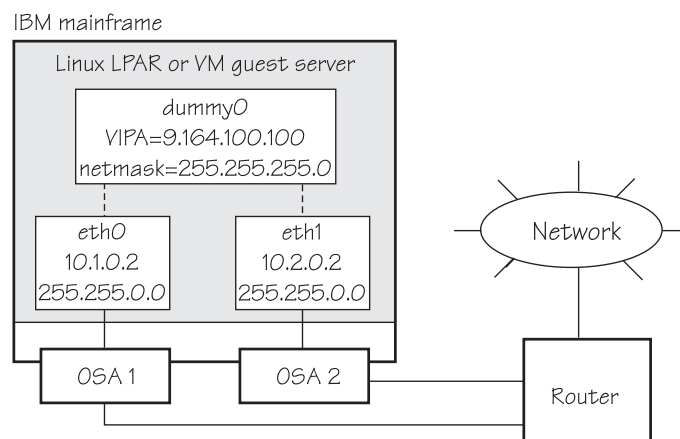 IBM mainframe
Linux LPAR or VM guest server
dummy0
VIPA=9.164.100.100
netmask=255.255.255.0
eth0
10.1.0.2
255.255.0.0
eth1
10.2.0.2
255.255.0.0
Network
OSA 1
OSA 2
Router